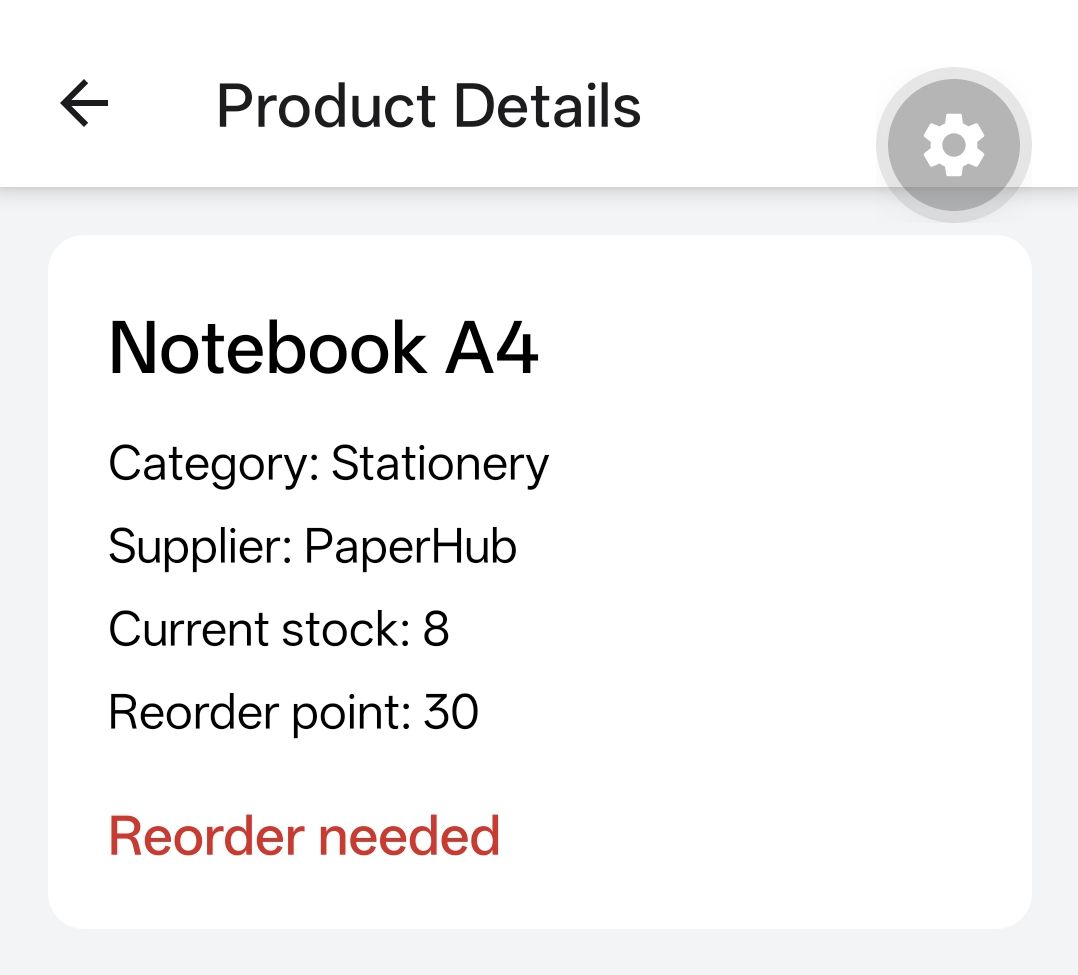 Product Details
Notebook A4
Category: Stationery
Supplier: PaperHub
Current stock: 8
Reorder point: 30
Reorder needed